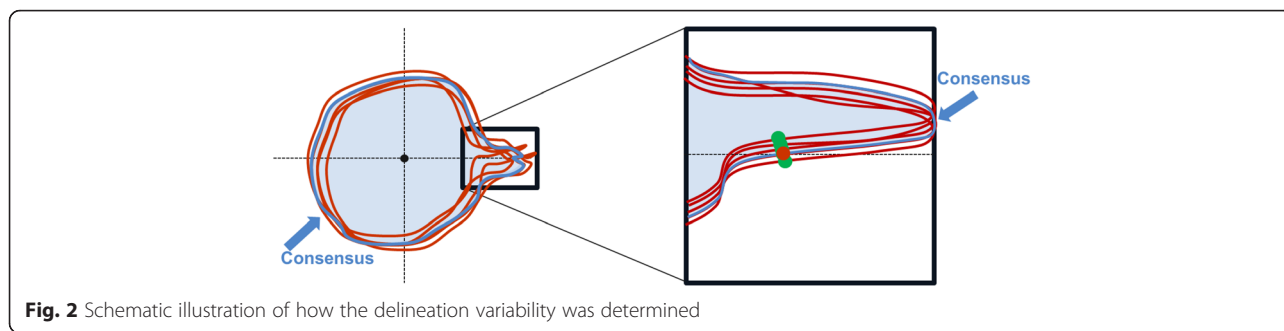 Consensus
Consensus
Fig. 2 Schematic illustration of how the delineation variability was determined